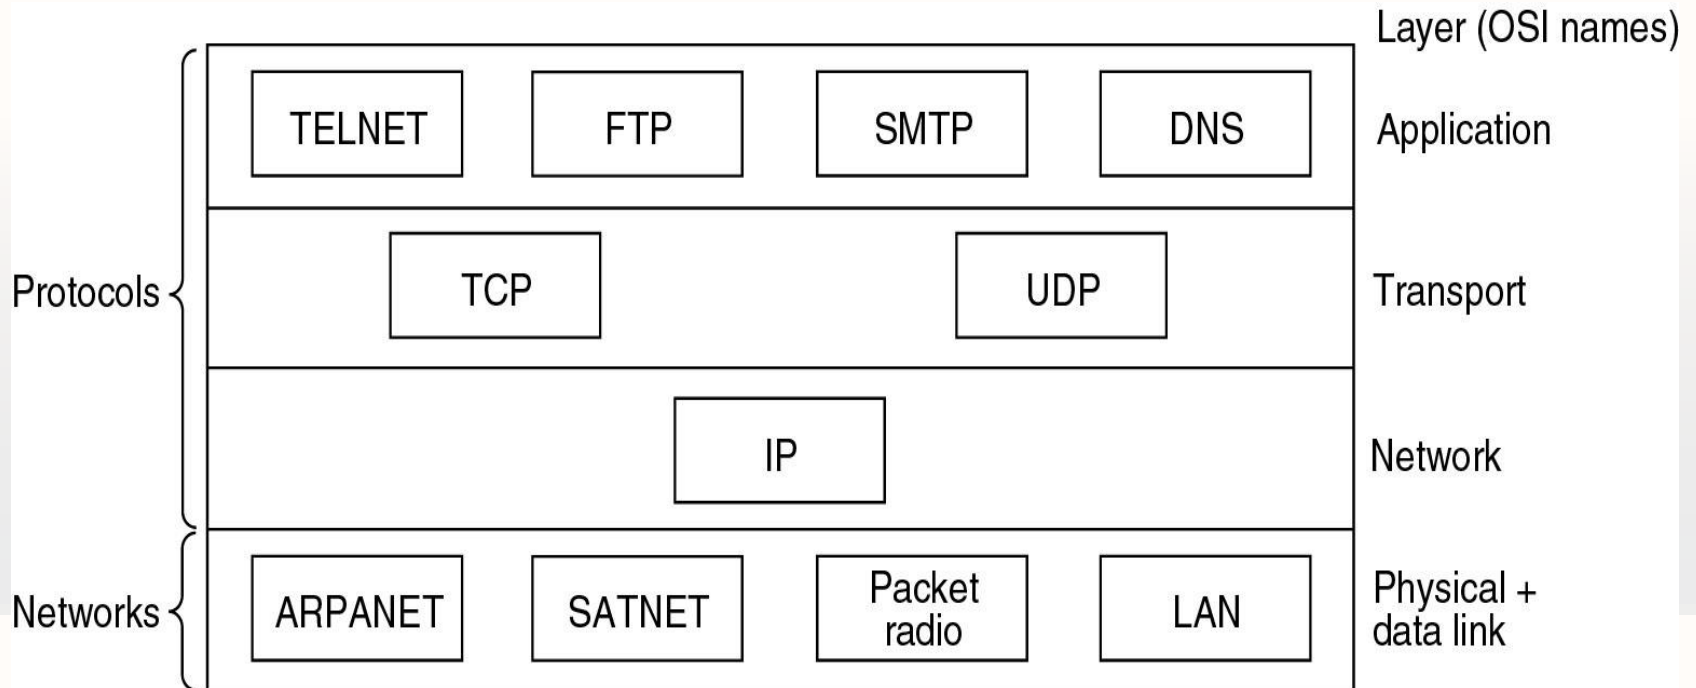 Layer (OSI names)
TELNET
FTP
SMTP
DNS
Application
Protocols
TCP
UDP
Transport
IP
Network
Networks
ARPANET
SATNET
Packet
radio
LAN
Physical +
data link